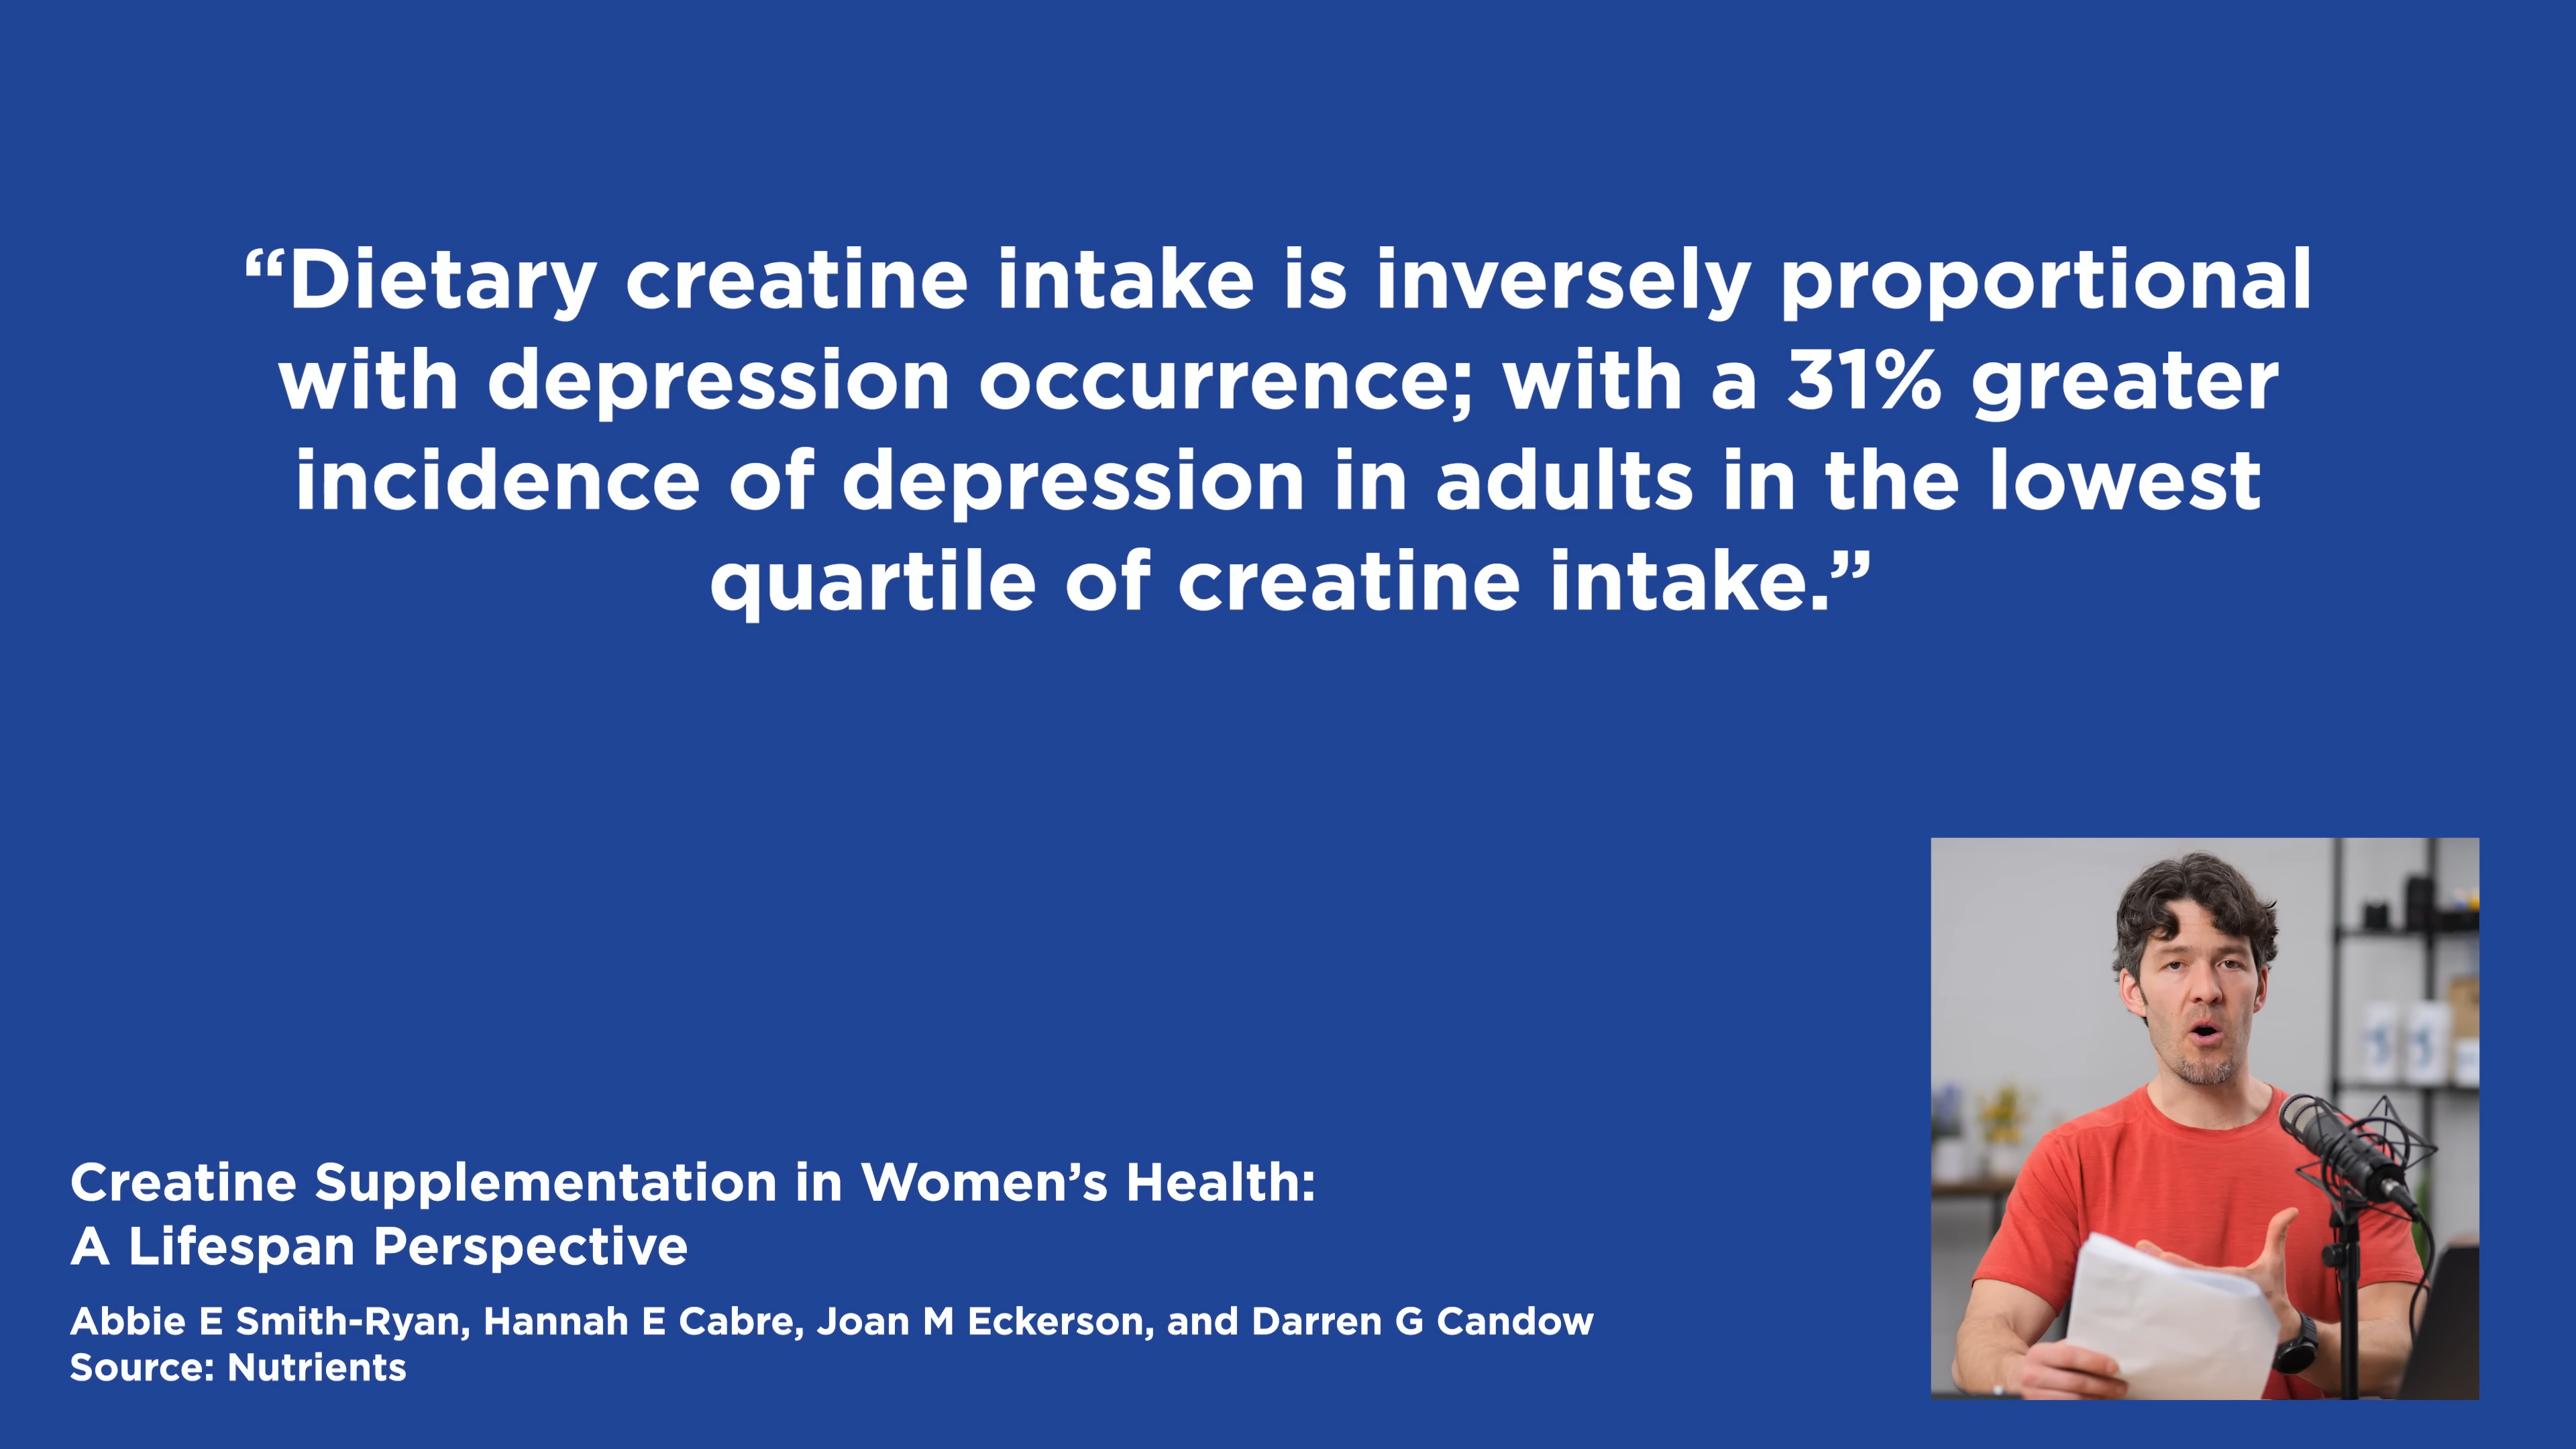 “Dietary creatine intake is inversely proportional
with depression occurrence; with a 31% greater
incidence of depression in adults in the lowest
quartile of creatine intake.”
Creatine Supplementation in Women’s Health:
A Lifespan Perspective
Abbie E Smith-Ryan, Hannah E Cabre, Joan M Eckerson, and Darren G Candow
Source: Nutrients